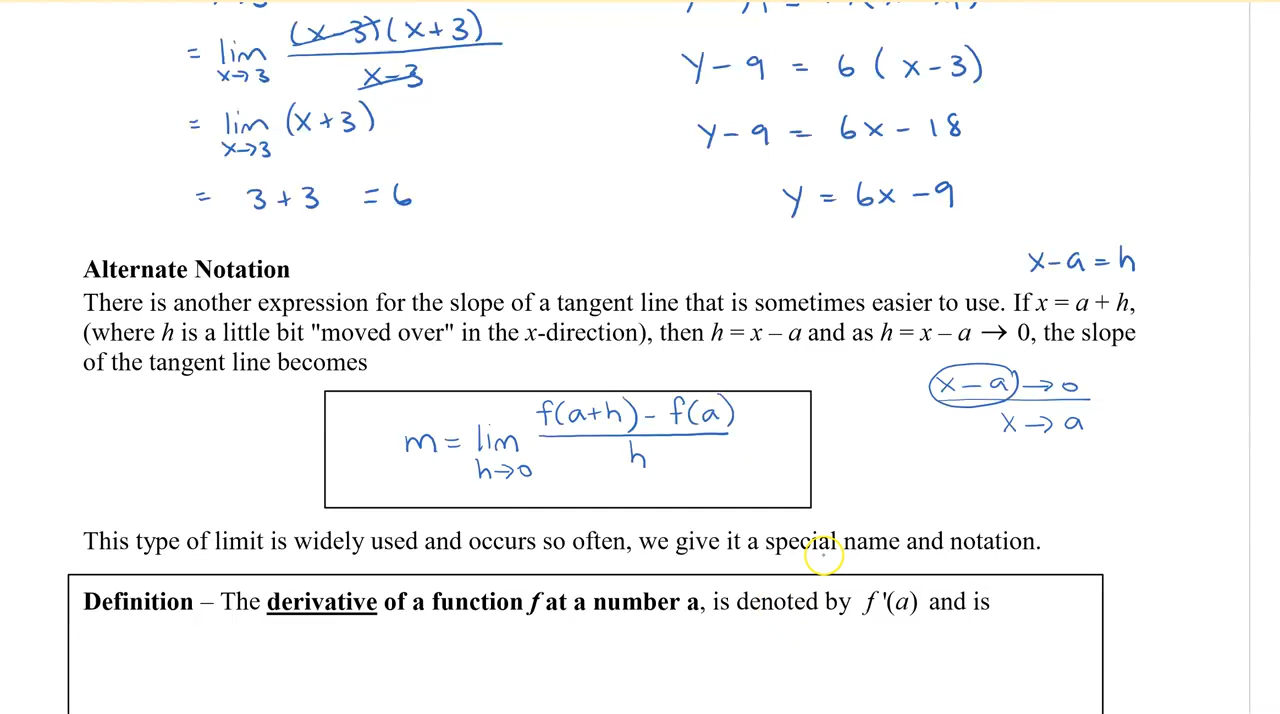 = lim (x-3)(x+3)
x→3 x-3
= lim (x+3)
x→3
= 3+3 = 6
y-9 = 6(x-3)
y-9 = 6x-18
y = 6x-9
Alternate Notation
x-a=h
There is another expression for the slope of a tangent line that is sometimes easier to use. If x = a + h,
(where h is a little bit "moved over" in the x-direction), then h = x – a and as h = x – a → 0, the slope
of the tangent line becomes
x-a→0
x→a
m = lim f(a+h) - f(a)
h→0 h
This type of limit is widely used and occurs so often, we give it a special name and notation.
Definition – The derivative of a function f at a number a, is denoted by f '(a) and is